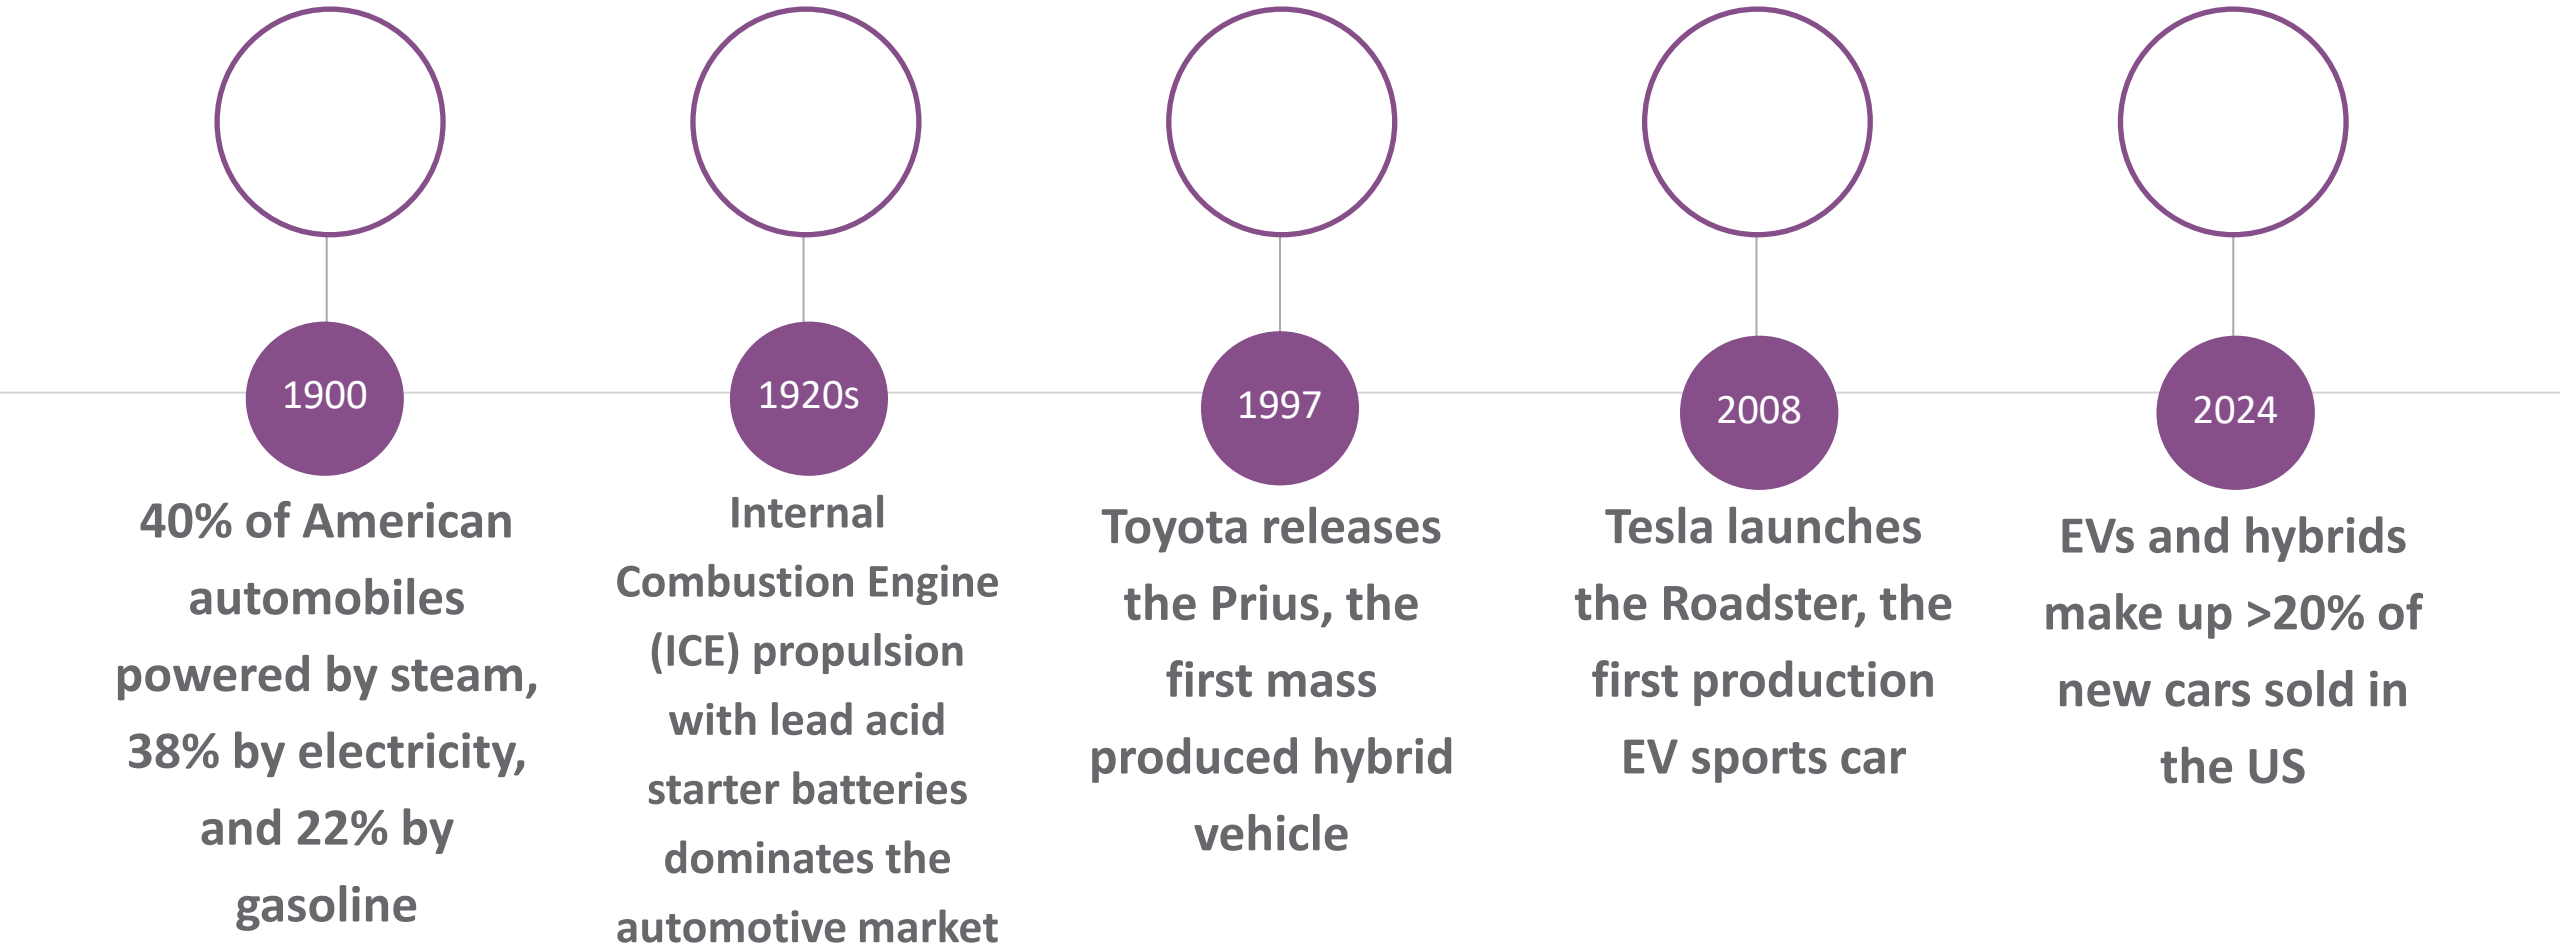 1900
40% of American
automobiles
powered by steam,
38% by electricity,
and 22% by
gasoline
1920s
Internal
Combustion Engine
(ICE) propulsion
with lead acid
starter batteries
dominates the
automotive market
1997
Toyota releases
the Prius, the
first mass
produced hybrid
vehicle
2008
Tesla launches
the Roadster, the
first production
EV sports car
2024
EVs and hybrids
make up >20% of
new cars sold in
the US